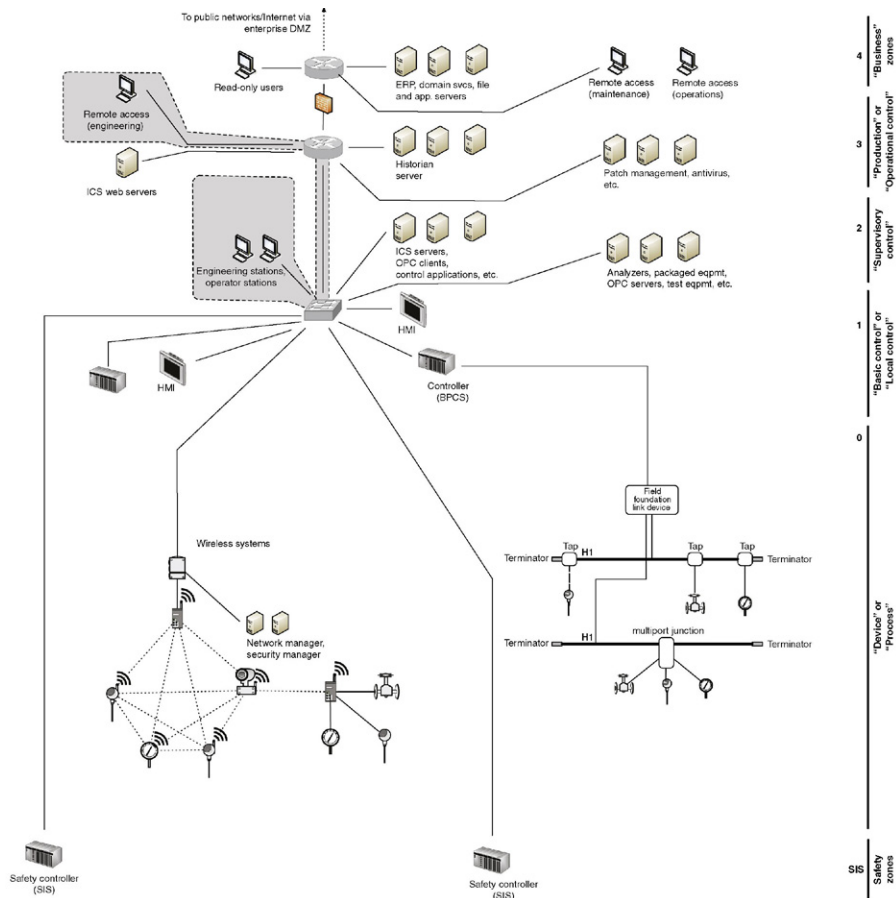 To public networks/Internet via
enterprise DMZ
Read-only users
ERP, domain svcs, file
and app. servers
Remote access
(maintenance)
Remote access
(operations)
4
"Business"
zones
Remote access
(engineering)
ICS web servers
Historian
server
Patch management, antivirus,
etc.
3
"Production" or
"Operational control"
Engineering stations,
operator stations
ICS servers,
OPC clients,
control applications, etc.
Analyzers, packaged eqpmt,
OPC servers, test eqpmt, etc.
2
"Supervisory
control"
HMI
HMI
Controller
(BPCS)
1
"Basic control" or
"Local control"
0
Field
foundation
link device
Wireless systems
Network manager,
security manager
Terminator
Tap
H1
Tap
Tap
Terminator
Terminator
H1
multiport junction
Terminator
"Device" or
"Process"
Safety controller
(SIS)
Safety controller
(SIS)
SIS
Safety
zones